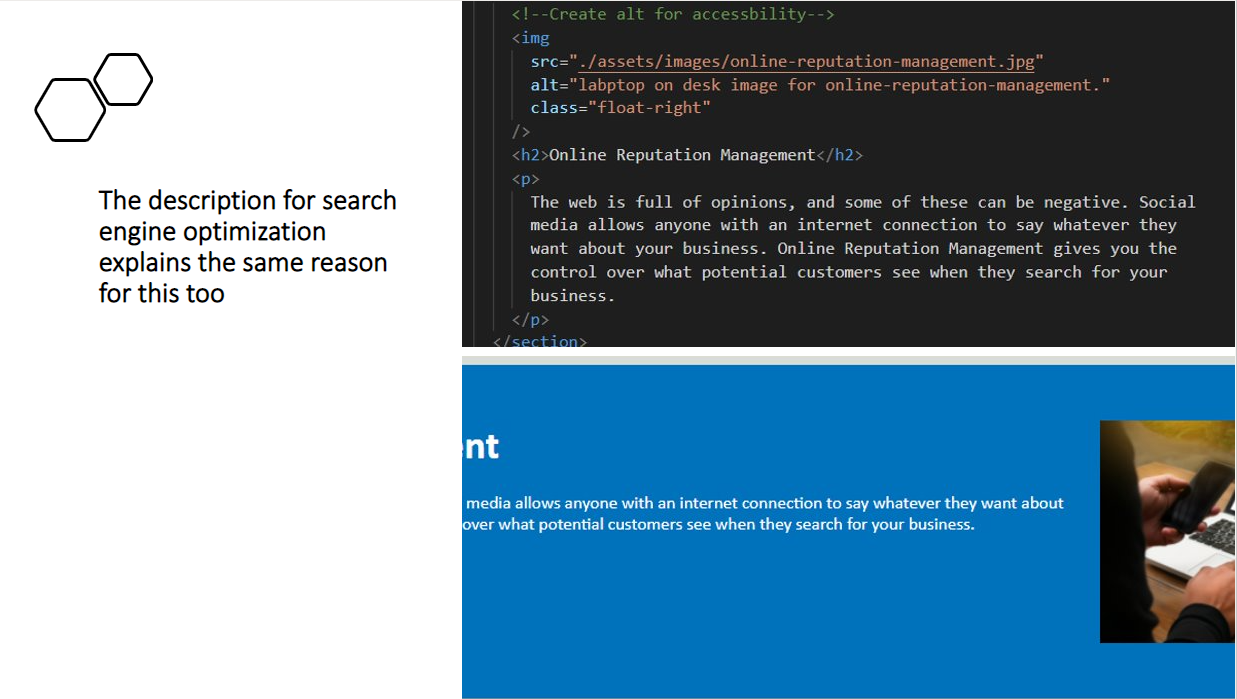 The description for search
engine optimization
explains the same reason
for this too
<!--Create alt for accessbility-->
<img
src="./assets/images/online-reputation-management.jpg"
alt="labptop on desk image for online-reputation-management."
class="float-right"
/>
<h2>Online Reputation Management</h2>
<p>
The web is full of opinions, and some of these can be negative. Social
media allows anyone with an internet connection to say whatever they
want about your business. Online Reputation Management gives you the
control over what potential customers see when they search for your
business.
</p>
</section>
ent
media allows anyone with an internet connection to say whatever they want about
over what potential customers see when they search for your business.